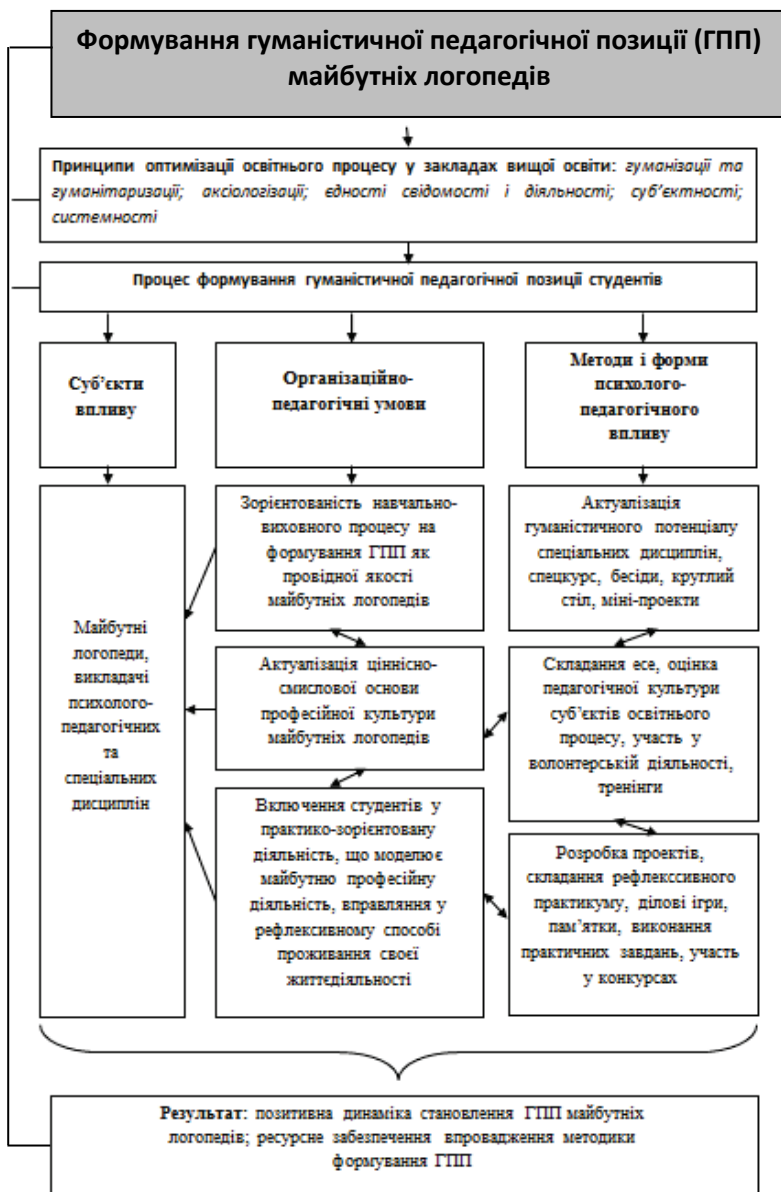 Формування гуманістичної педагогічної позиції (ГПП)
майбутніх логопедів
Принципи оптимізації освітнього процесу у закладах вищої освіти: гуманізації та
гуманітаризації; аксіологізації; єдності свідомості і діяльності; суб’єктності;
системності
Процес формування гуманістичної педагогічної позиції студентів
Суб’єкти
впливу
Організаційно-
педагогічні умови
Методи і форми
психолого-
педагогічного
впливу
Майбутні
логопеди,
викладачі
психолого-
педагогічних
та
спеціальних
дисциплін
Зорієнтованість навчально-
виховного процесу на
формування ГПП як
провідної якості
майбутніх логопедів
Актуалізація ціннісно-
смислової основи
професійної культури
майбутніх логопедів
Включення студентів у
практико-зорієнтовану
діяльність, що моделює
майбутню професійну
діяльність, вправляння у
рефлексивному способі
проживання своєї
життєдіяльності
Актуалізація
гуманістичного потенціалу
спеціальних дисциплін,
спецкурс, бесіди, круглий
стіл, міні-проекти
Складання есе, оцінка
педагогічної культури
суб’єктів освітнього
процесу, участь у
волонтерській діяльності,
тренінги
Розробка проектів,
складання рефлекссивного
практикуму, ділові ігри,
пам’ятки, виконання
практичних завдань, участь
у конкурсах
Результат: позитивна динаміка становлення ГПП майбутніх
логопедів; ресурсне забезпечення впровадження методики
формування ГПП